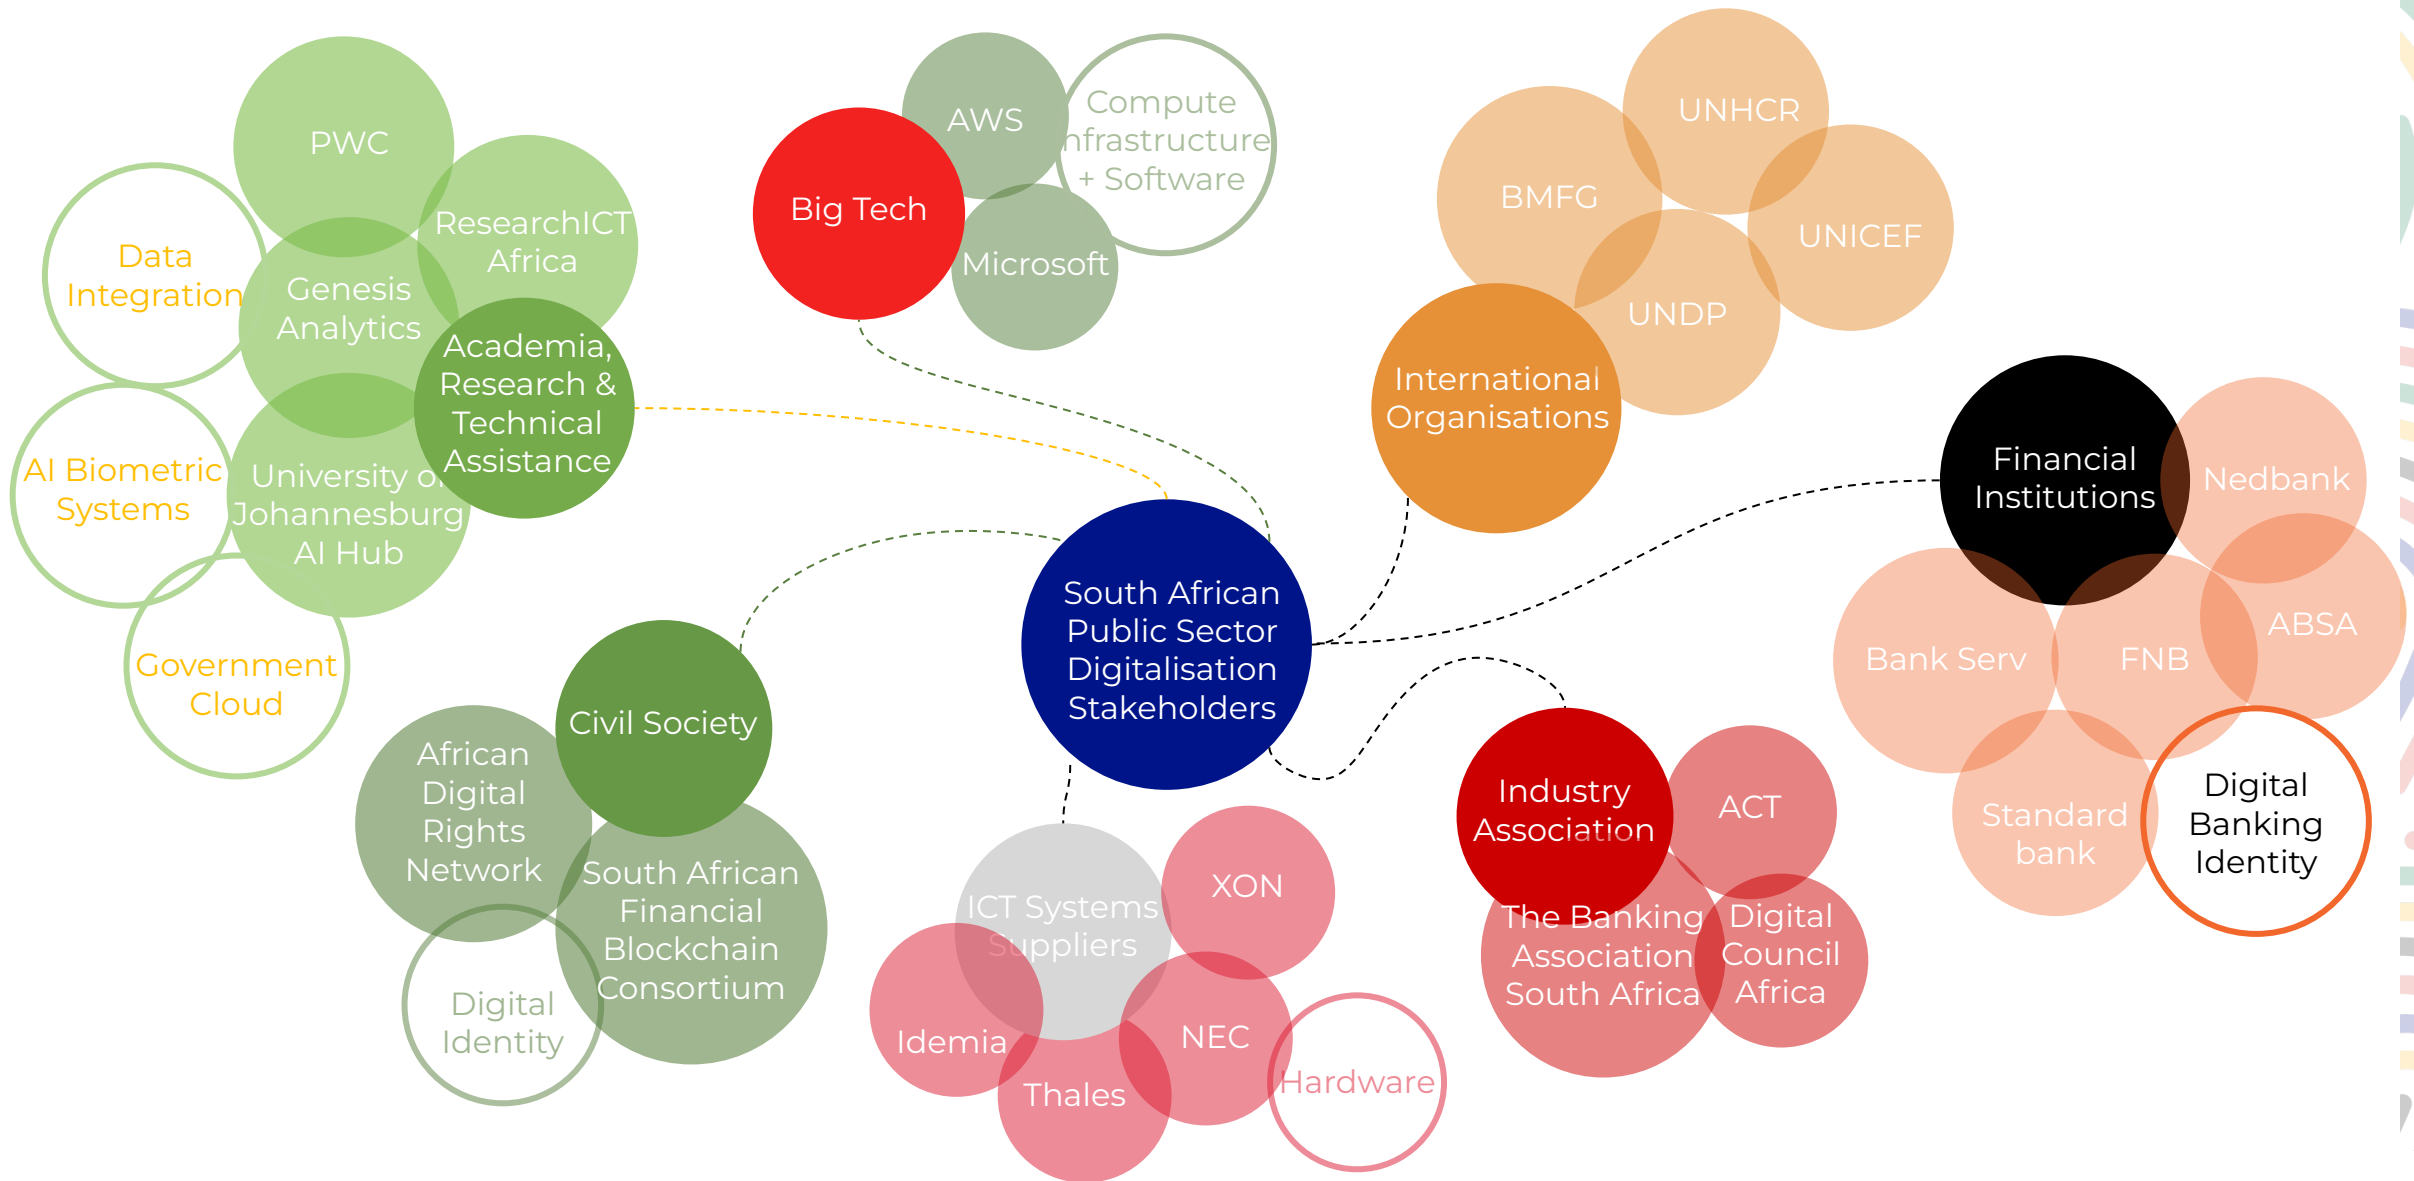 PWC
ResearchICT
Africa
Data
Integration
Genesis
Analytics
Academia,
Research &
Technical
Assistance
AI Biometric
Systems
University of
Johannesburg
AI Hub
Government
Cloud
Big Tech
AWS
Compute
nfrastructure
+ Software
Microsoft
UNHCR
BMFG
UNICEF
UNDP
International
Organisations
Financial
Institutions
Nedbank
ABSA
Bank Serv
FNB
Standard
bank
Digital
Banking
Identity
South African
Public Sector
Digitalisation
Stakeholders
Civil Society
African
Digital
Rights
Network
South African
Financial
Blockchain
Consortium
Digital
Identity
ICT Systems
Suppliers
XON
Idemia
Thales
NEC
Hardware
Industry
Association
ACT
The Banking
Association
South Africa
Digital
Council
Africa